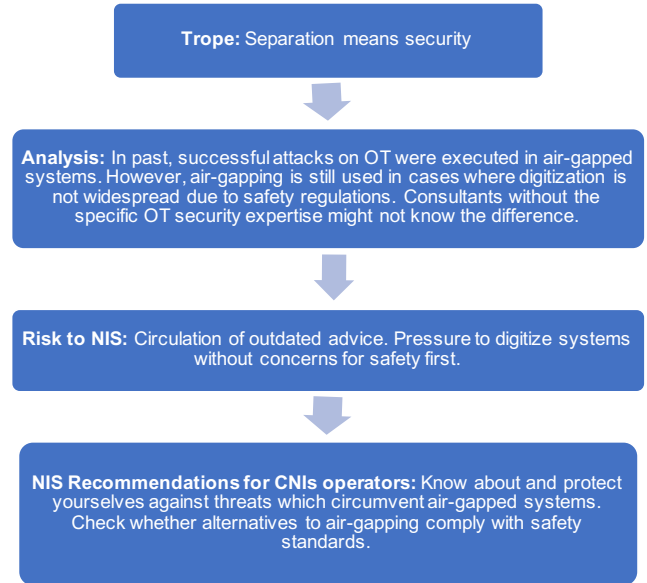 Trope: Separation means security
Analysis: In past, successful attacks on OT were executed in air-gapped
systems. However, air-gapping is still used in cases where digitization is
not widespread due to safety regulations. Consultants without the
specific OT security expertise might not know the difference.
Risk to NIS: Circulation of outdated advice. Pressure to digitize systems
without concerns for safety first.
NIS Recommendations for CNIs operators: Know about and protect
yourselves against threats which circumvent air-gapped systems.
Check whether alternatives to air-gapping comply with safety
standards.